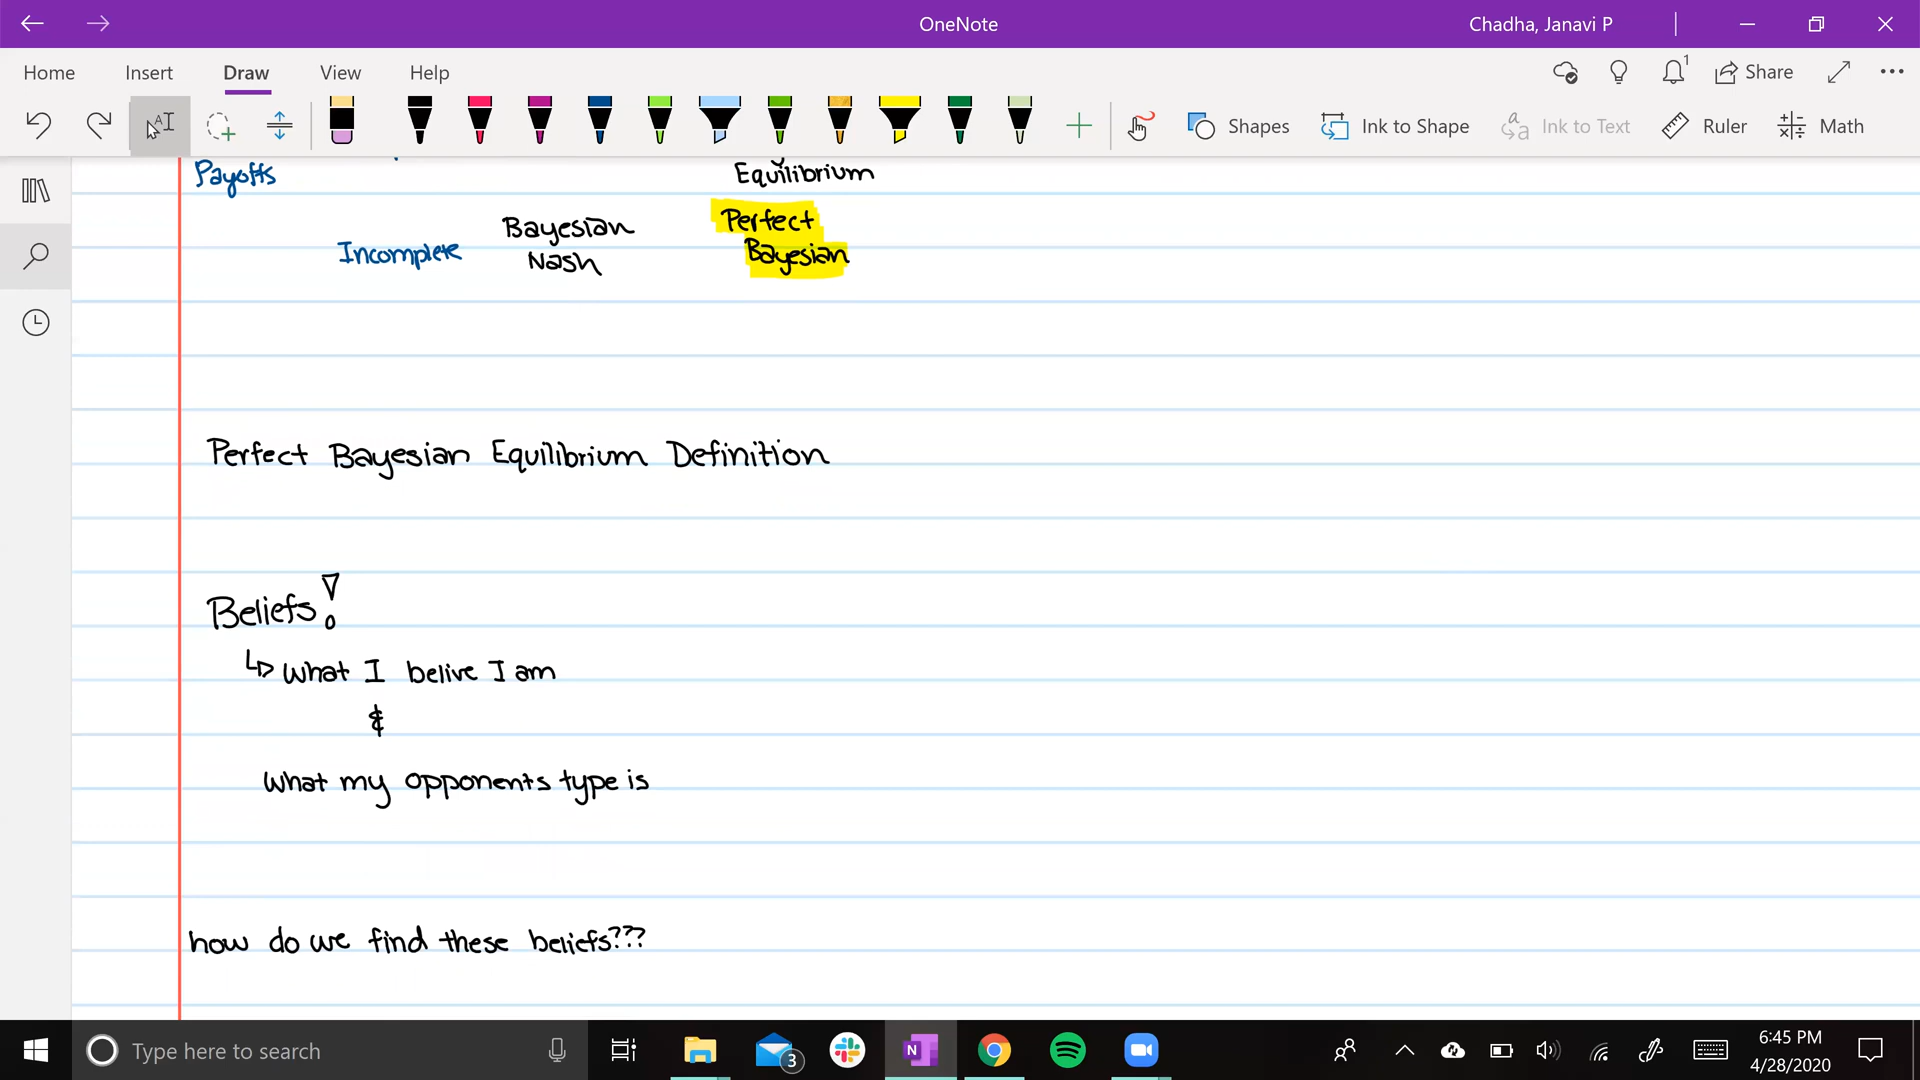 OneNote
Chadha, Janavi P
Home Insert Draw View Help
1
Share
Shapes Ink to Shape Ink to Text Ruler Math
Payoffs
Equilibrium
Incomplete
Bayesian
Nash
Perfect
Bayesian
Perfect Bayesian Equilibrium Definition
Beliefs!
What I belive I am
&
What my opponents type is
how do we find these beliefs???
Type here to search
3
6:45 PM
4/28/2020